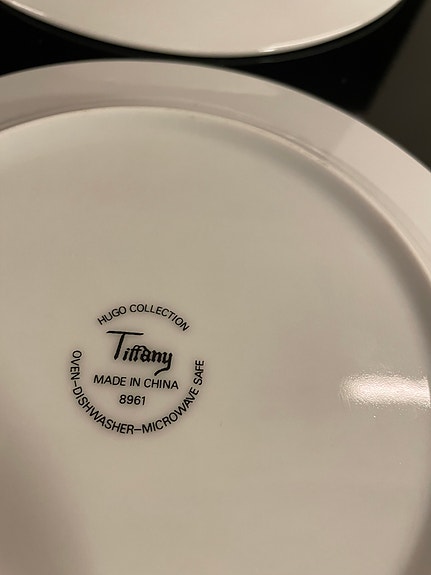 HUGO COLLECTION
Tiffany
MADE IN CHINA
8961
OVEN-DISHWASHER-MICROWAVE SAFE